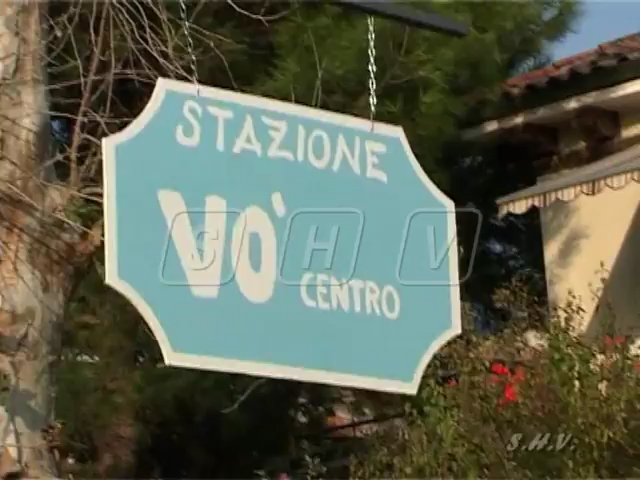 STAZIONE
VO'
CENTRO
S H V
S.H.V.